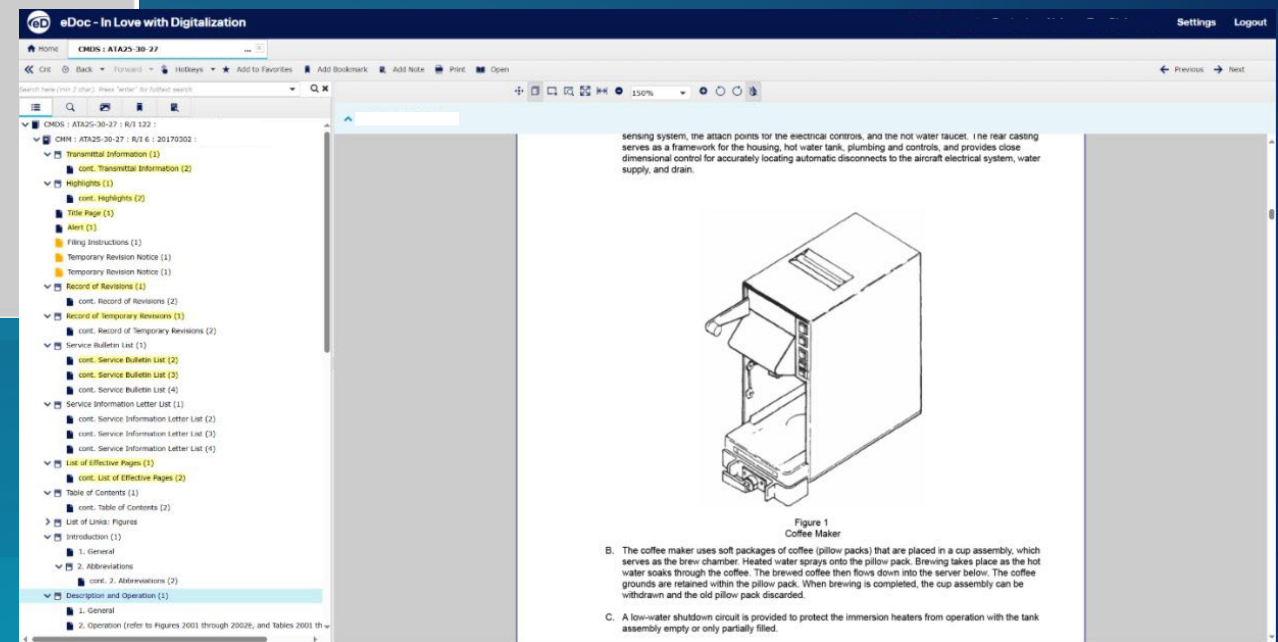 eD eDoc - In Love with Digitalization
Settings Logout
Home CMDS : ATA25-30-27 ...
Cnt Back Forward Hotkeys Add to Favorites Add Bookmark Add Note Print Open Previous Next
Search here (min 2 char). Press "enter" for fulltext search
150%
CMDS : ATA25-30-27 : R/I 122 :
CMM : ATA25-30-27 : R/I 6 : 20170302 :
Transmittal Information (1)
cont. Transmittal Information (2)
Highlights (1)
cont. Highlights (2)
Title Page (1)
Alert (1)
Filing Instructions (1)
Temporary Revision Notice (1)
Temporary Revision Notice (1)
Record of Revisions (1)
cont. Record of Revisions (2)
Record of Temporary Revisions (1)
cont. Record of Temporary Revisions (2)
Service Bulletin List (1)
cont. Service Bulletin List (2)
cont. Service Bulletin List (3)
cont. Service Bulletin List (4)
Service Information Letter List (1)
cont. Service Information Letter List (2)
cont. Service Information Letter List (3)
cont. Service Information Letter List (4)
List of Effective Pages (1)
cont. List of Effective Pages (2)
Table of Contents (1)
cont. Table of Contents (2)
List of Links: Figures
Introduction (1)
1. General
2. Abbreviations
cont. 2. Abbreviations (2)
Description and Operation (1)
1. General
2. Operation (refer to Figures 2001 through 2002E, and Tables 2001 th
sensing system, the attach points for the electrical controls, and the hot water faucet. The rear casting
serves as a framework for the housing, hot water tank, plumbing and controls, and provides close
dimensional control for accurately locating automatic disconnects to the aircraft electrical system, water
supply, and drain.
Figure 1
Coffee Maker
B. The coffee maker uses soft packages of coffee (pillow packs) that are placed in a cup assembly, which
serves as the brew chamber. Heated water sprays onto the pillow pack. Brewing takes place as the hot
water soaks through the coffee. The brewed coffee then flows down into the server below. The coffee
grounds are retained within the pillow pack. When brewing is completed, the cup assembly can be
withdrawn and the old pillow pack discarded.
C. A low-water shutdown circuit is provided to protect the immersion heaters from operation with the tank
assembly empty or only partially filled.